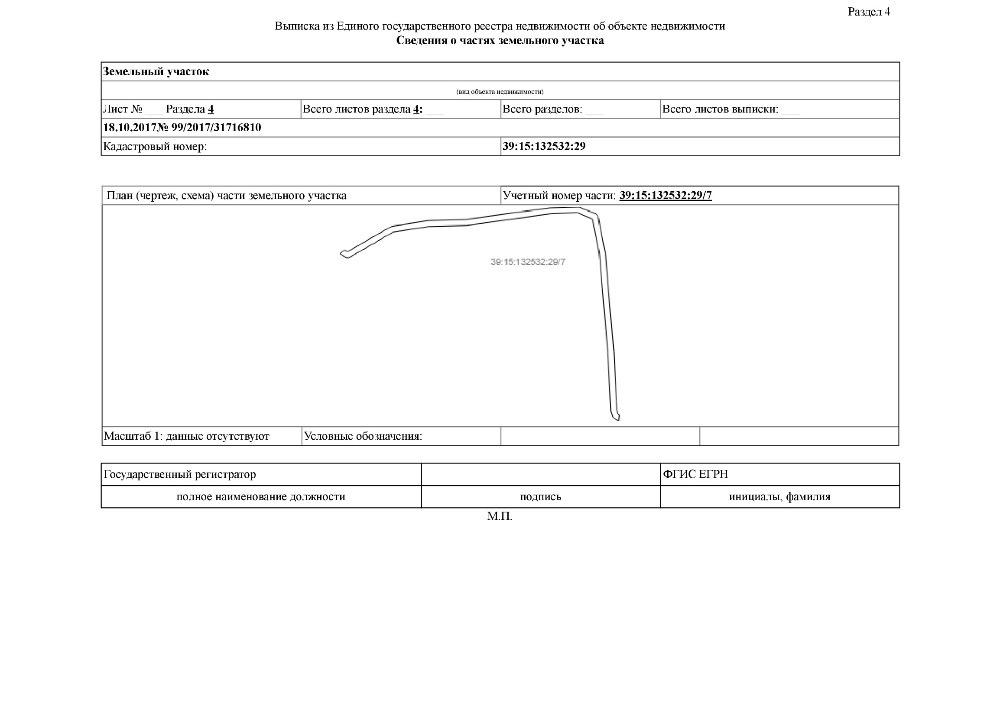 Раздел 4
Выписка из Единого государственного реестра недвижимости об объекте недвижимости
Сведения о частях земельного участка
Земельный участок
(вид объекта недвижимости)
Лист № ___ Раздела 4 Всего листов раздела 4: ___ Всего разделов: ___ Всего листов выписки: ___
18.10.2017№ 99/2017/31716810
Кадастровый номер: 39:15:132532:29
План (чертеж, схема) части земельного участка Учетный номер части: 39:15:132532:29/7
39:15:132532:29/7
Масштаб 1: данные отсутствуют Условные обозначения:
Государственный регистратор ФГИС ЕГРН
полное наименование должности подпись инициалы, фамилия
М.П.